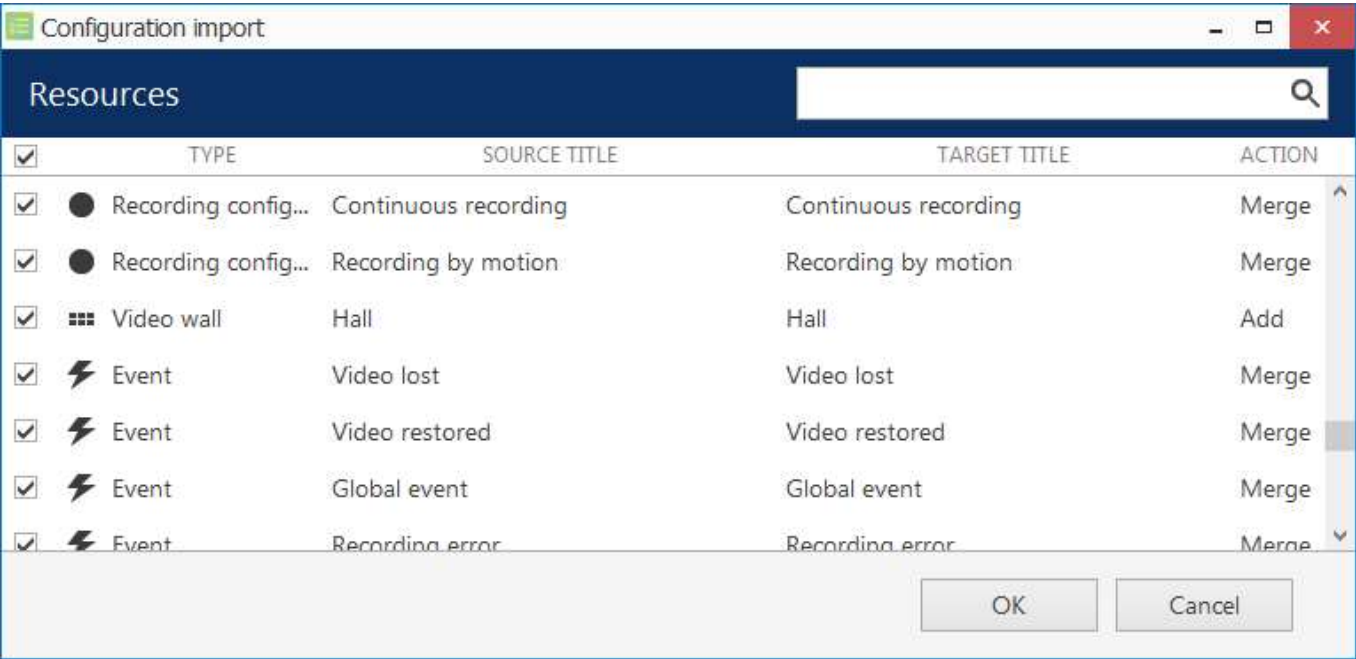 Configuration import
Resources
TYPE SOURCE TITLE TARGET TITLE ACTION
Recording config... Continuous recording Continuous recording Merge
Recording config... Recording by motion Recording by motion Merge
Video wall Hall Hall Add
Event Video lost Video lost Merge
Event Video restored Video restored Merge
Event Global event Global event Merge
Event Recording error Recording error Merge
OK Cancel